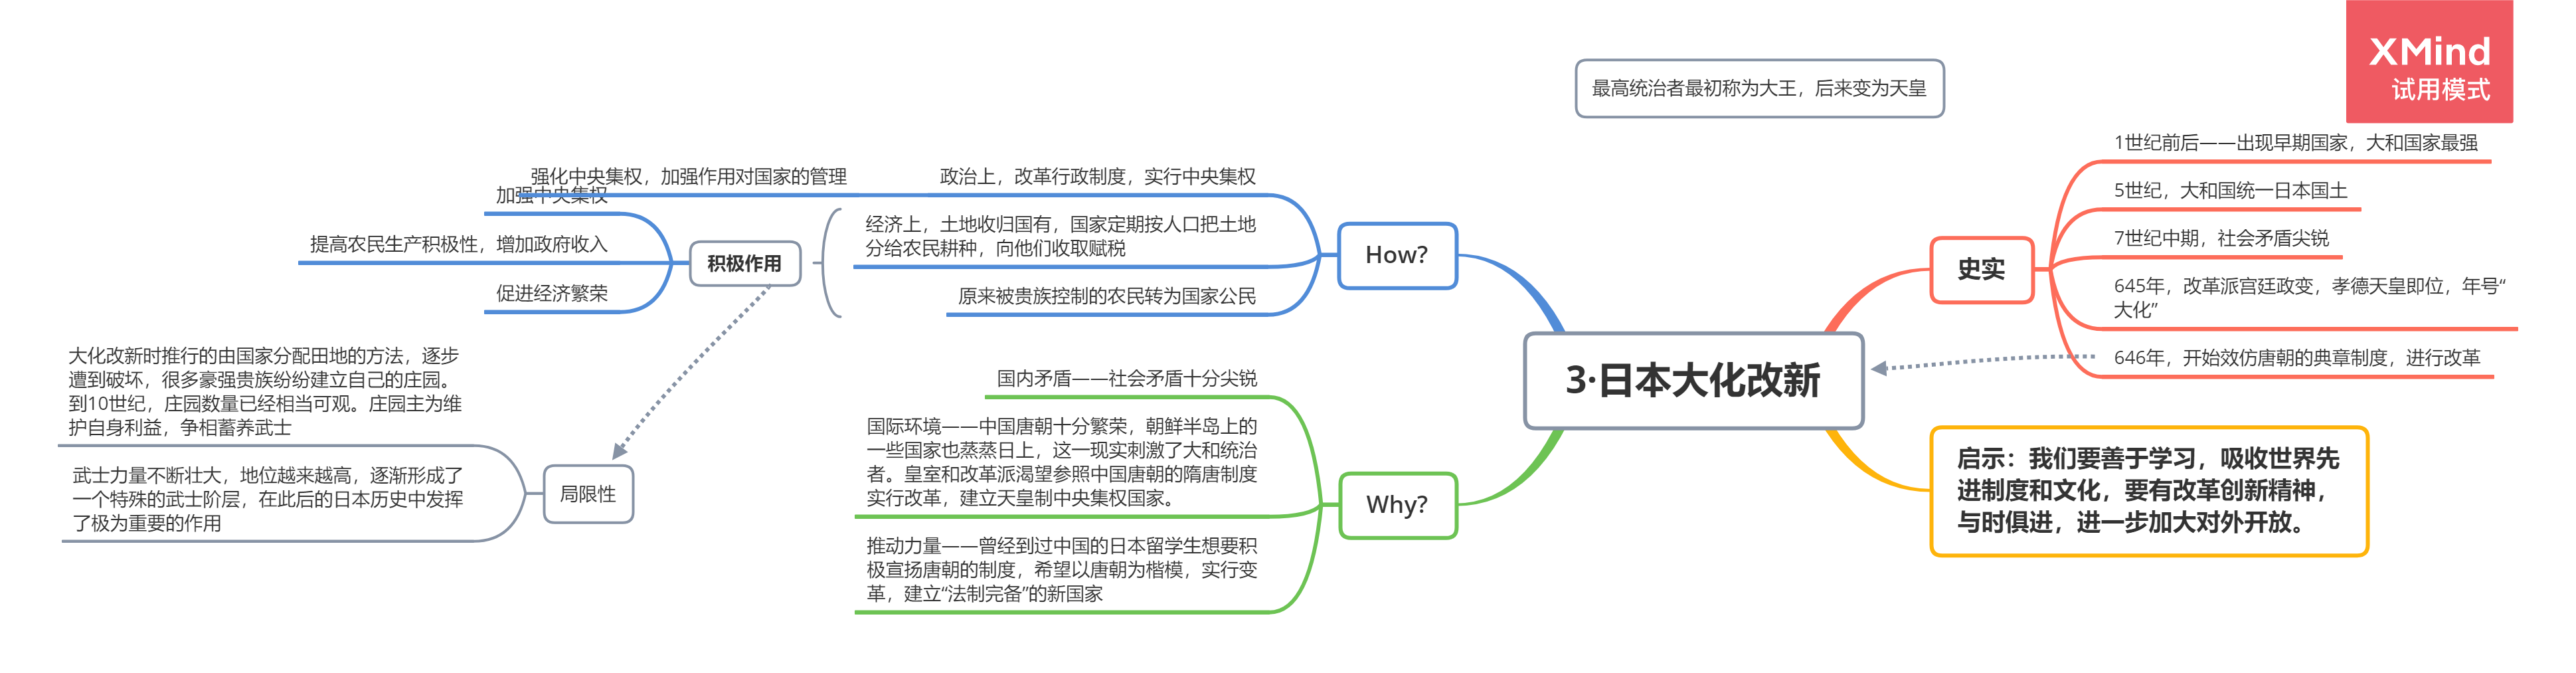 XMind
试用模式
最高统治者最初称为大王，后来变为天皇
3·日本大化改新
史实
1世纪前后——出现早期国家，大和国家最强
5世纪，大和国统一日本国土
7世纪中期，社会矛盾尖锐
645年，改革派宫廷政变，孝德天皇即位，年号“
大化”
646年，开始效仿唐朝的典章制度，进行改革
启示：我们要善于学习，吸收世界先
进制度和文化，要有改革创新精神，
与时俱进，进一步加大对外开放。
How?
政治上，改革行政制度，实行中央集权
强化中央集权，加强作用对国家的管理
经济上，土地收归国有，国家定期按人口把土地
分给农民耕种，向他们收取赋税
原来被贵族控制的农民转为国家公民
积极作用
加强中央集权
提高农民生产积极性，增加政府收入
促进经济繁荣
Why?
国内矛盾——社会矛盾十分尖锐
国际环境——中国唐朝十分繁荣，朝鲜半岛上的
一些国家也蒸蒸日上，这一现实刺激了大和统治
者。皇室和改革派渴望参照中国唐朝的隋唐制度
实行改革，建立天皇制中央集权国家。
推动力量——曾经到过中国的日本留学生想要积
极宣扬唐朝的制度，希望以唐朝为楷模，实行变
革，建立“法制完备”的新国家
局限性
大化改新时推行的由国家分配田地的方法，逐步
遭到破坏，很多豪强贵族纷纷建立自己的庄园。
到10世纪，庄园数量已经相当可观。庄园主为维
护自身利益，争相蓄养武士
武士力量不断壮大，地位越来越高，逐渐形成了
一个特殊的武士阶层，在此后的日本历史中发挥
了极为重要的作用